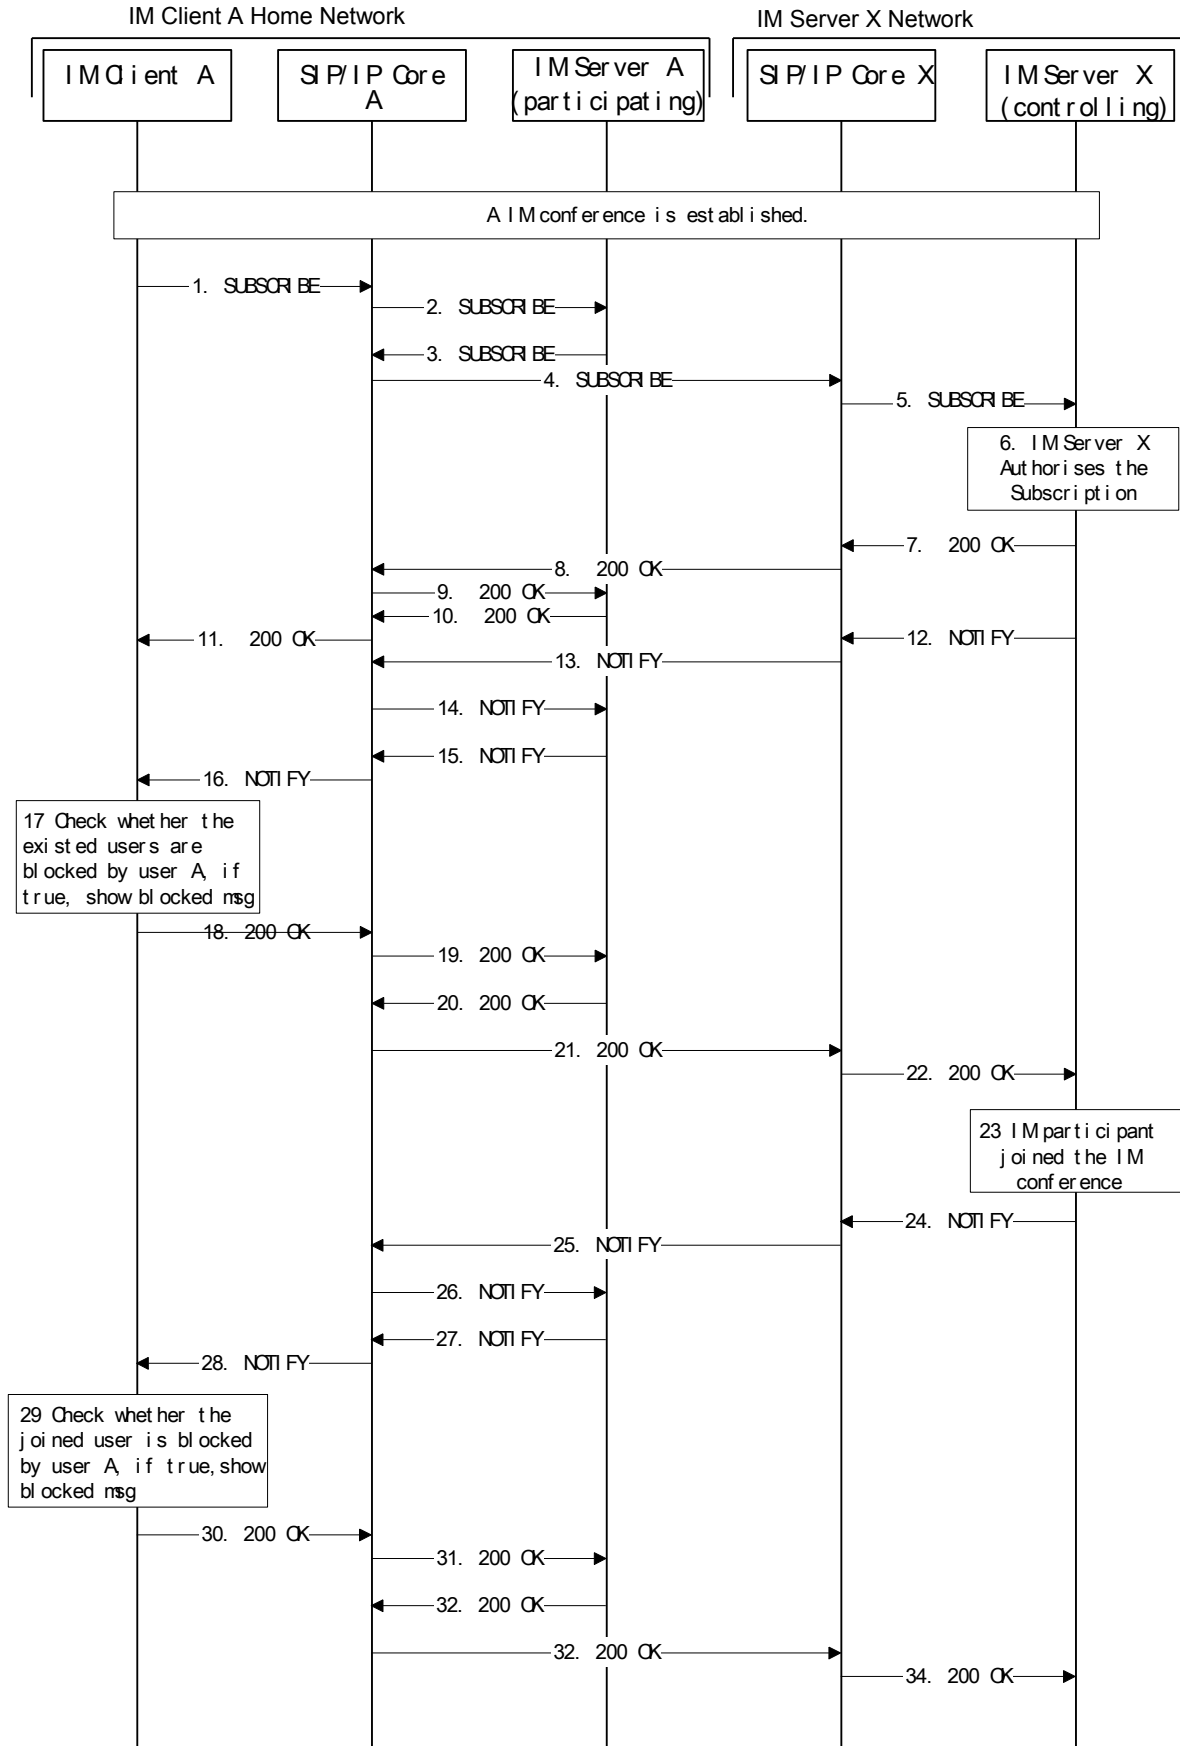 IM Client A Home Network
IM Server X Network
IM Client A
SIP/IP Core
A
IM Server A
(participating)
SIP/IP Core X
IM Server X
(controlling)
A IM conference is established.
1. SUBSCRIBE
2. SUBSCRIBE
3. SUBSCRIBE
4. SUBSCRIBE
5. SUBSCRIBE
6. IM Server X
Authorises the
Subscription
7. 200 OK
8. 200 OK
9. 200 OK
10. 200 OK
11. 200 OK
12. NOTIFY
13. NOTIFY
14. NOTIFY
15. NOTIFY
16. NOTIFY
17 Check whether the
existed users are
blocked by user A, if
true, show blocked msg
18. 200 OK
19. 200 OK
20. 200 OK
21. 200 OK
22. 200 OK
23 IM participant
joined the IM
conference
24. NOTIFY
25. NOTIFY
26. NOTIFY
27. NOTIFY
28. NOTIFY
29 Check whether the
joined user is blocked
by user A, if true, show
blocked msg
30. 200 OK
31. 200 OK
32. 200 OK
32. 200 OK
34. 200 OK